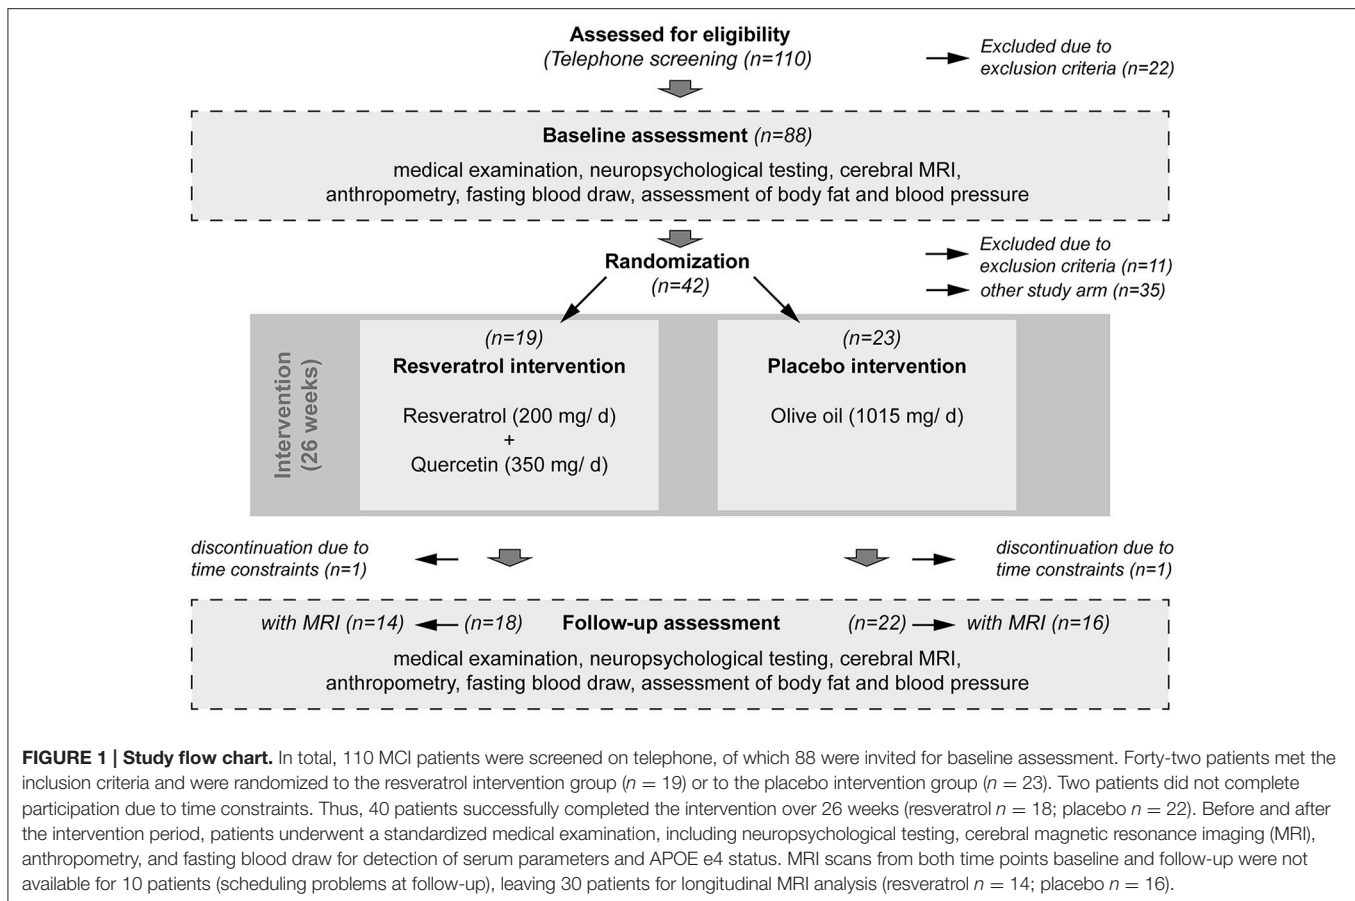 Assessed for eligibility
(Telephone screening (n=110)
Excluded due to
exclusion criteria (n=22)
Baseline assessment (n=88)
medical examination, neuropsychological testing, cerebral MRI,
anthropometry, fasting blood draw, assessment of body fat and blood pressure
Randomization
(n=42)
Excluded due to
exclusion criteria (n=11)
other study arm (n=35)
Intervention
(26 weeks)
(n=19)
Resveratrol intervention
Resveratrol (200 mg/ d)
+
Quercetin (350 mg/ d)
(n=23)
Placebo intervention
Olive oil (1015 mg/ d)
discontinuation due to
time constraints (n=1)
discontinuation due to
time constraints (n=1)
with MRI (n=14) (n=18) Follow-up assessment (n=22) with MRI (n=16)
medical examination, neuropsychological testing, cerebral MRI,
anthropometry, fasting blood draw, assessment of body fat and blood pressure
FIGURE 1 | Study flow chart. In total, 110 MCI patients were screened on telephone, of which 88 were invited for baseline assessment. Forty-two patients met the
inclusion criteria and were randomized to the resveratrol intervention group (n = 19) or to the placebo intervention group (n = 23). Two patients did not complete
participation due to time constraints. Thus, 40 patients successfully completed the intervention over 26 weeks (resveratrol n = 18; placebo n = 22). Before and after
the intervention period, patients underwent a standardized medical examination, including neuropsychological testing, cerebral magnetic resonance imaging (MRI),
anthropometry, and fasting blood draw for detection of serum parameters and APOE e4 status. MRI scans from both time points baseline and follow-up were not
available for 10 patients (scheduling problems at follow-up), leaving 30 patients for longitudinal MRI analysis (resveratrol n = 14; placebo n = 16).